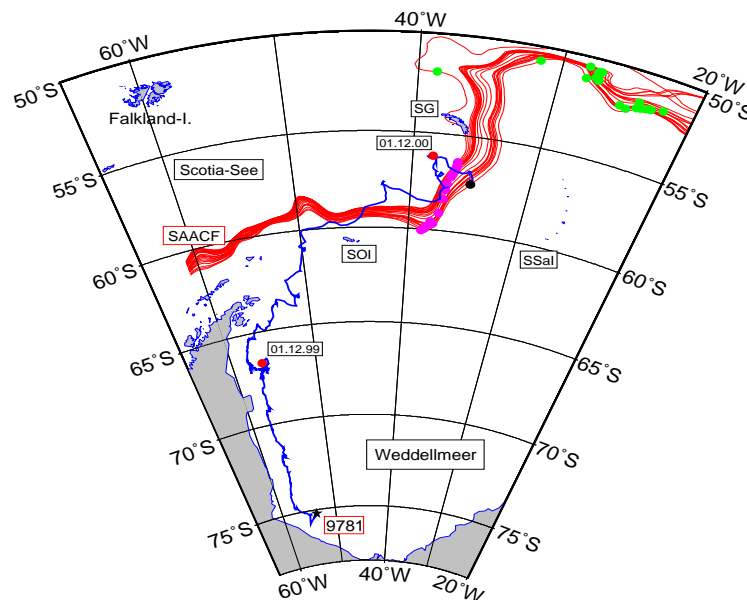 40°W
60°W
20°W
50°S
50°S
SG
Falkland-I.
01.12.00
Scotia-See
55°S
55°S
SAACF
SOI
SSaI
60°S
60°S
01.12.99
65°S
65°S
70°S
Weddellmeer
70°S
9781
75°S
75°S
60°W
40°W
20°W